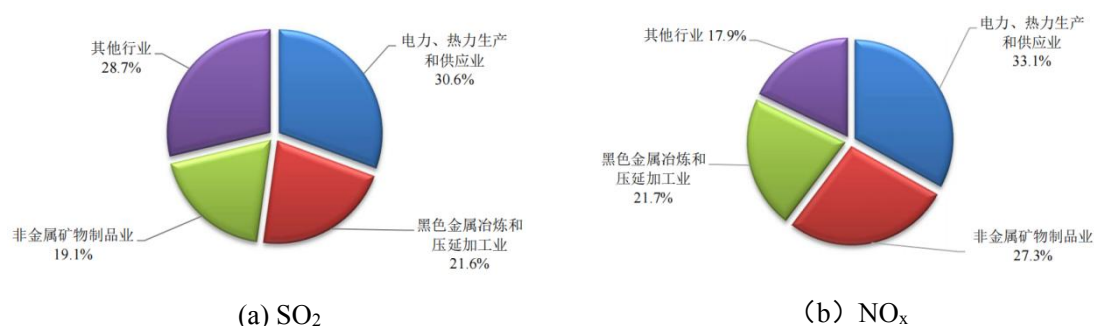 其他行业
28.7%
电力、热力生产
和供应业
30.6%
非金属矿物制品业
19.1%
黑色金属冶炼和
压延加工业
21.6%
(a) SO₂
其他行业 17.9%
电力、热力生产
和供应业
33.1%
黑色金属冶炼和
压延加工业
21.7%
非金属矿物制品业
27.3%
（b）NOₓ